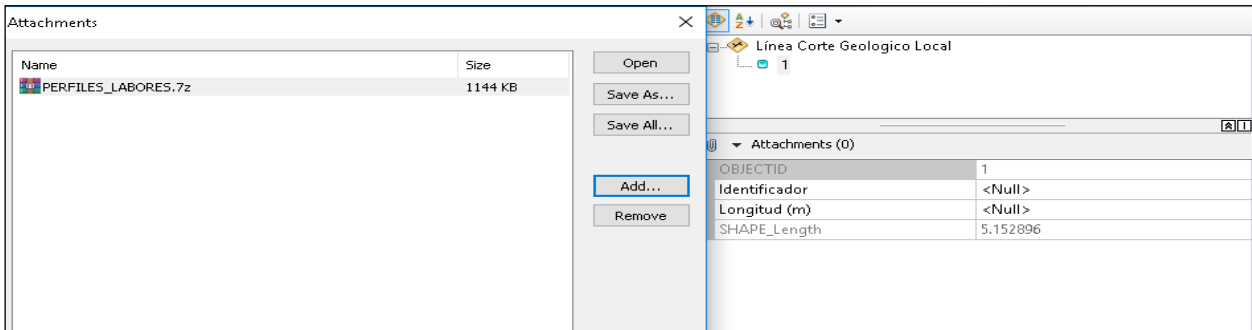 Attachments
Name Size
PERFILES_LABORES.7z 1144 KB
Open
Save As...
Save All...
Add...
Remove
Línea Corte Geologico Local
1
Attachments (0)
OBJECTID 1
Identificador <Null>
Longitud (m) <Null>
SHAPE_Length 5.152896